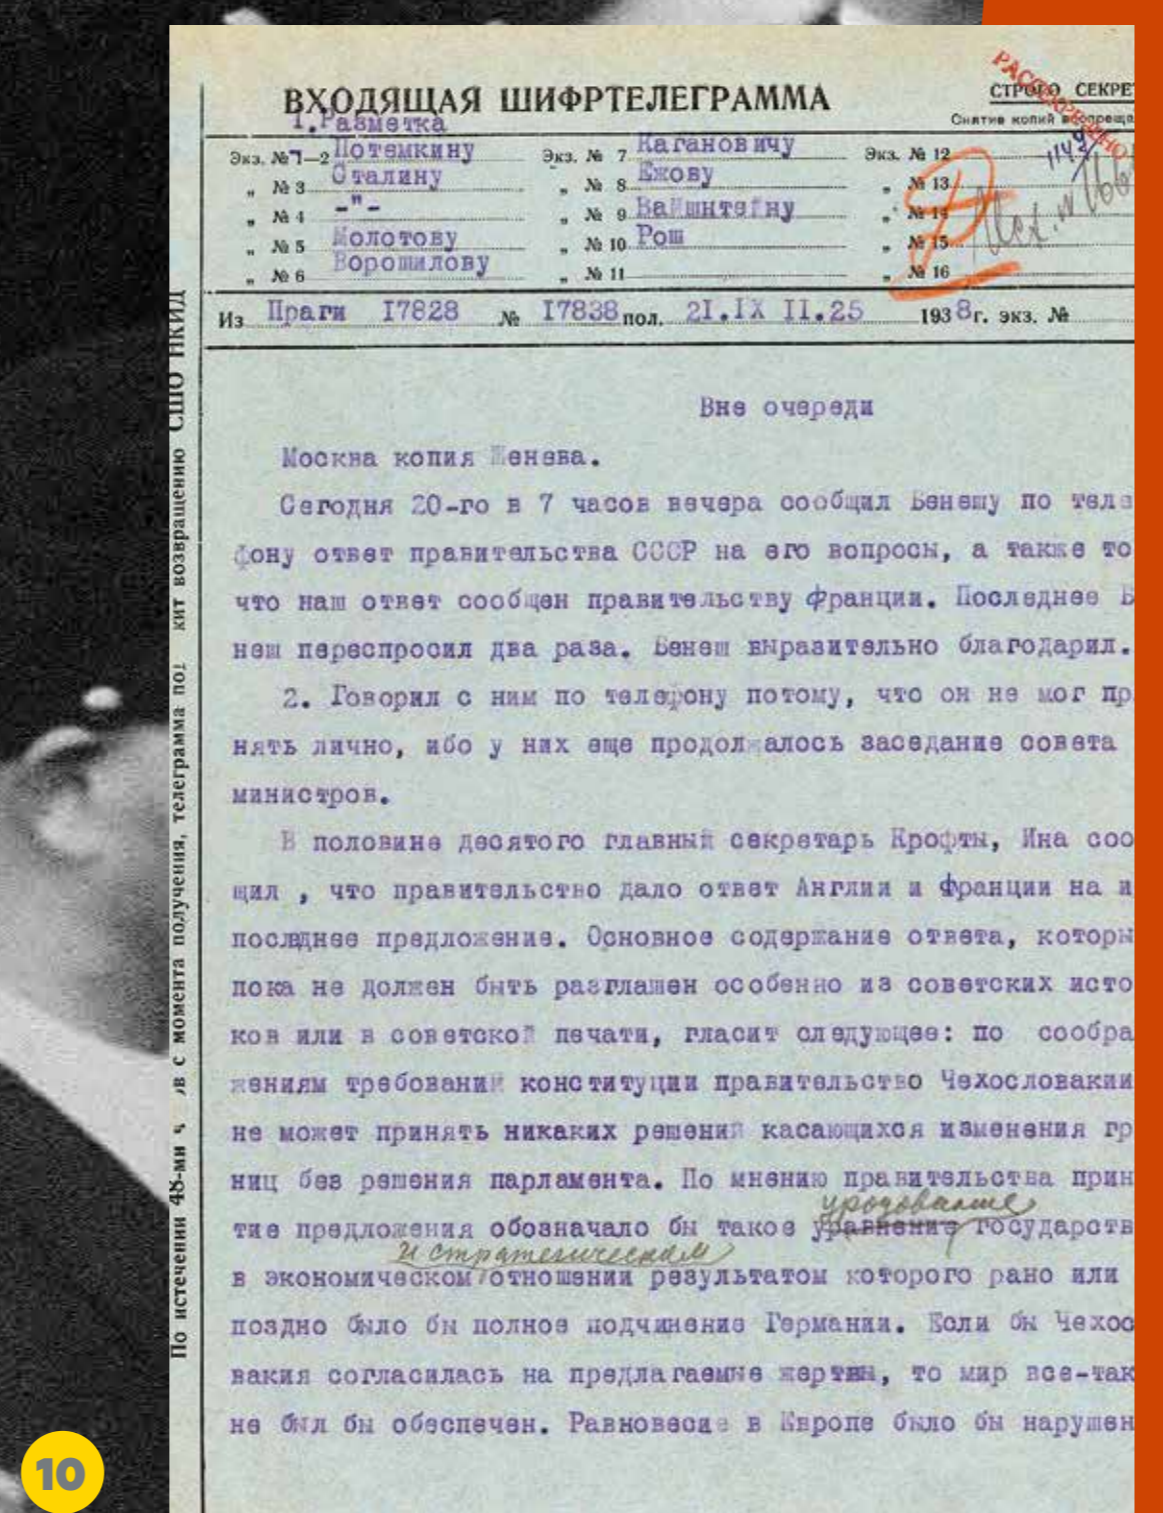 ВХОДЯЩАЯ ШИФРТЕЛЕГРАММА
СТРОГО СЕКРЕ
РАССЕКРЕЧЕНО
Снятие копий воспреща
1.Разметка
Экз. №1—2 Потемкину
„ № 3 Сталину
„ № 4 -"-
„ № 5 Молотову
„ № 6 Ворошилову
Экз. № 7 Кагановичу
„ № 8 Ежову
„ № 9 Вайнштейну
„ № 10 Рош
„ № 11
Экз. № 12
„ № 13
„ № 14
„ № 15
„ № 16
Из Праги 17828 № 17838 пол. 21.IX 11.25 1938г. экз. №
Вне очереди
Москва копия Женева.
Сегодня 20-го в 7 часов вечера сообщил Бенешу по теле
фону ответ правительства СССР на его вопросы, а также то
что наш ответ сообщен правительству Франции. Последнее Б
неш переспросил два раза. Бенеш выразительно благодарил.
2. Говорил с ним по телефону потому, что он не мог пр
нять лично, ибо у них еще продолжалось заседание совета
министров.
В половине десятого главный секретарь Крофты, Ина соо
щил , что правительство дало ответ Англии и Франции на и
последнее предложение. Основное содержание ответа, которы
пока не должен быть разглашен особенно из советских исто
ков или в советской печати, гласит следующее: по сообра
жениям требований конституции правительство Чехословакии
не может принять никаких решений касающихся изменения гр
ниц без решения парламента. По мнению правительства прин
уродование
тие предложения обозначало бы такое уравнение государств
и стратегическом
в экономическом отношении результатом которого рано или
поздно было бы полное подчинение Германии. Если бы Чехос
вакия согласилась на предлагаемые жертвы, то мир все-так
не был бы обеспечен. Равновесие в Европе было бы нарушен
По истечении 48-ми ч ов с момента получения, телеграмма под жит возвращению СШО НКИД
10